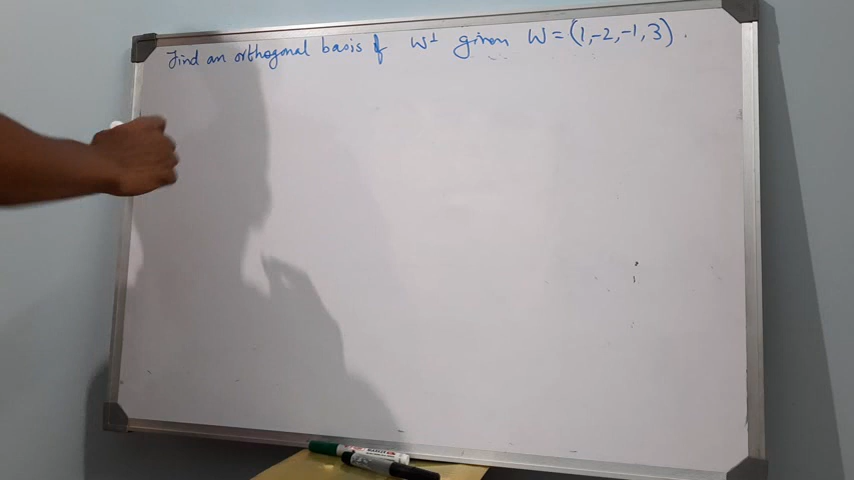 Find an orthogonal basis of W⊥ given W = (1, -2, -1, 3).